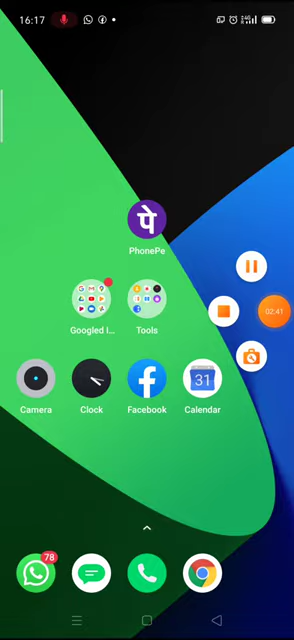 16:17
पे
PhonePe
02:41
Googled I...
Tools
31
Camera
Clock
Facebook
Calendar
78